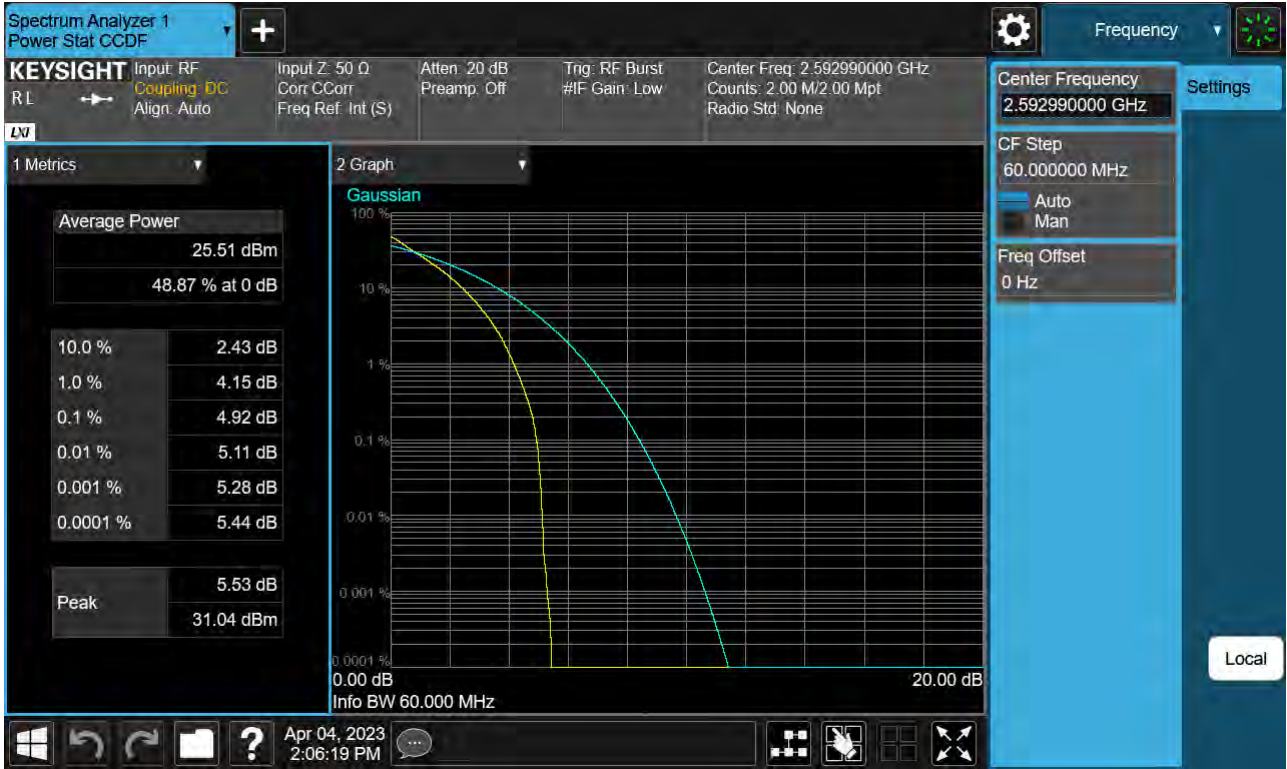 Spectrum Analyzer 1
Power Stat CCDF
Frequency
KEYSIGHT
RL
LXI
Input: RF
Coupling: DC
Align: Auto
Input Z: 50 Ω
Corr CCorr
Freq Ref: Int (S)
Atten: 20 dB
Preamp: Off
Trig: RF Burst
#IF Gain: Low
Center Freq: 2.592990000 GHz
Counts: 2.00 M/2.00 Mpt
Radio Std: None
Center Frequency
2.592990000 GHz
Settings
CF Step
60.000000 MHz
Auto
Man
Freq Offset
0 Hz
Local
1 Metrics
Average Power
25.51 dBm
48.87 % at 0 dB
10.0 % 2.43 dB
1.0 % 4.15 dB
0.1 % 4.92 dB
0.01 % 5.11 dB
0.001 % 5.28 dB
0.0001 % 5.44 dB
Peak
5.53 dB
31.04 dBm
2 Graph
Gaussian
100 %
10 %
1 %
0.1 %
0.01 %
0.001 %
0.0001 %
0.00 dB 20.00 dB
Info BW 60.000 MHz
Apr 04, 2023
2:06:19 PM